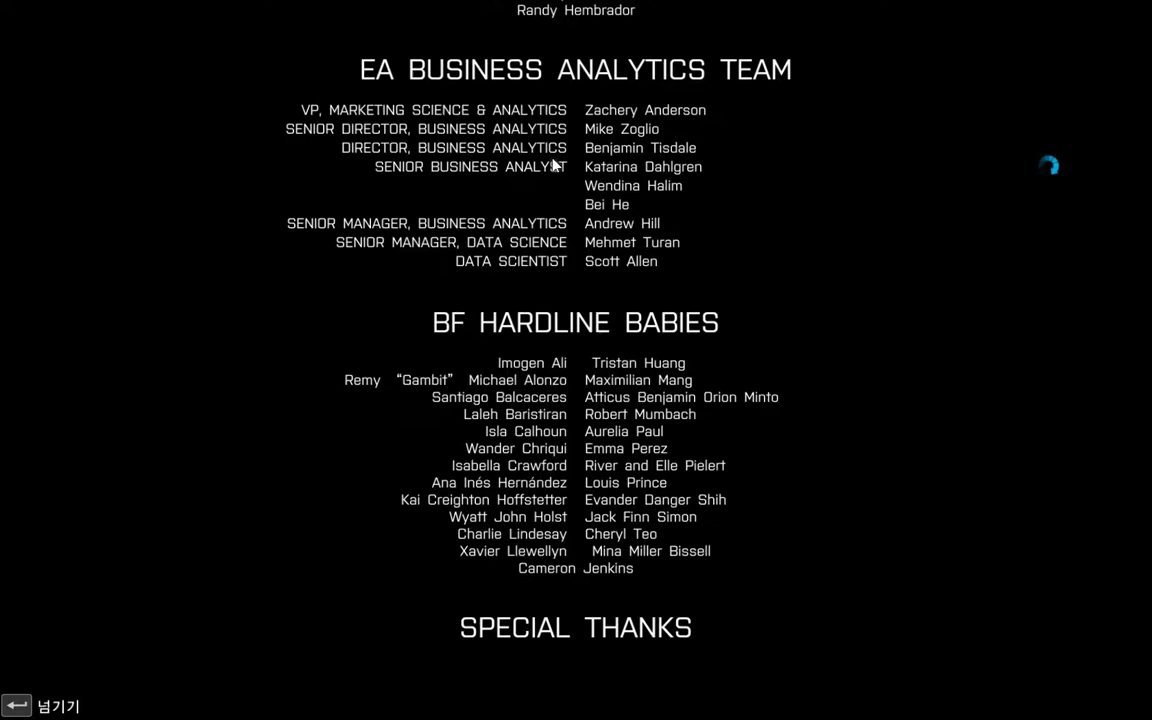 Randy Hembrador
EA BUSINESS ANALYTICS TEAM
VP, MARKETING SCIENCE & ANALYTICS Zachery Anderson
SENIOR DIRECTOR, BUSINESS ANALYTICS Mike Zoglio
DIRECTOR, BUSINESS ANALYTICS Benjamin Tisdale
SENIOR BUSINESS ANALYST Katarina Dahlgren
Wendina Halim
Bei He
SENIOR MANAGER, BUSINESS ANALYTICS Andrew Hill
SENIOR MANAGER, DATA SCIENCE Mehmet Turan
DATA SCIENTIST Scott Allen
BF HARDLINE BABIES
Imogen Ali Tristan Huang
Remy “Gambit” Michael Alonzo Maximilian Mang
Santiago Balcaceres Atticus Benjamin Orion Minto
Laleh Baristiran Robert Mumbach
Isla Calhoun Aurelia Paul
Wander Chriqui Emma Perez
Isabella Crawford River and Elle Pielert
Ana Inés Hernández Louis Prince
Kai Creighton Hoffstetter Evander Danger Shih
Wyatt John Holst Jack Finn Simon
Charlie Lindesay Cheryl Teo
Xavier Llewellyn Mina Miller Bissell
Cameron Jenkins
SPECIAL THANKS
넘기기